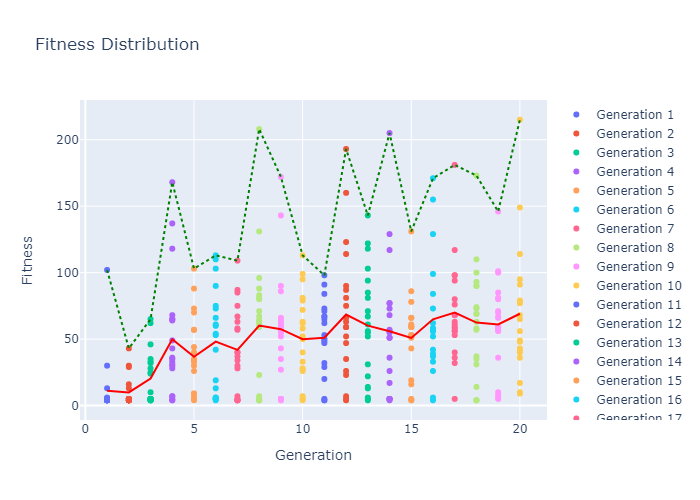 Fitness Distribution
Fitness
200
150
100
50
0
0
5
10
15
20
Generation
Generation 1
Generation 2
Generation 3
Generation 4
Generation 5
Generation 6
Generation 7
Generation 8
Generation 9
Generation 10
Generation 11
Generation 12
Generation 13
Generation 14
Generation 15
Generation 16
Generation 17